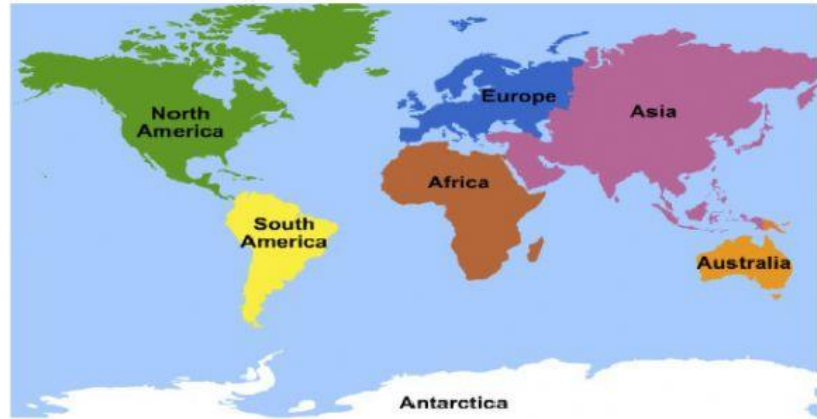 North
America
Europe
Asia
Africa
South
America
Australia
Antarctica